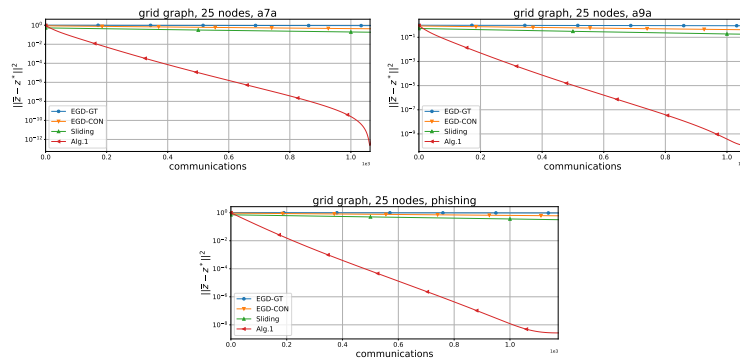 grid graph, 25 nodes, a7a
10^0
10^-2
10^-4
10^-6
10^-8
10^-10
10^-12
||z̅ − z*||^2
EGD-GT
EGD-CON
Sliding
Alg.1
0.0 0.2 0.4 0.6 0.8 1.0
1e3
communications
grid graph, 25 nodes, a9a
10^-1
10^-3
10^-5
10^-7
10^-9
||z̅ − z*||^2
EGD-GT
EGD-CON
Sliding
Alg.1
0.0 0.2 0.4 0.6 0.8 1.0
1e3
communications
grid graph, 25 nodes, phishing
10^0
10^-2
10^-4
10^-6
10^-8
||z̅ − z*||^2
EGD-GT
EGD-CON
Sliding
Alg.1
0.0 0.2 0.4 0.6 0.8 1.0
1e3
communications